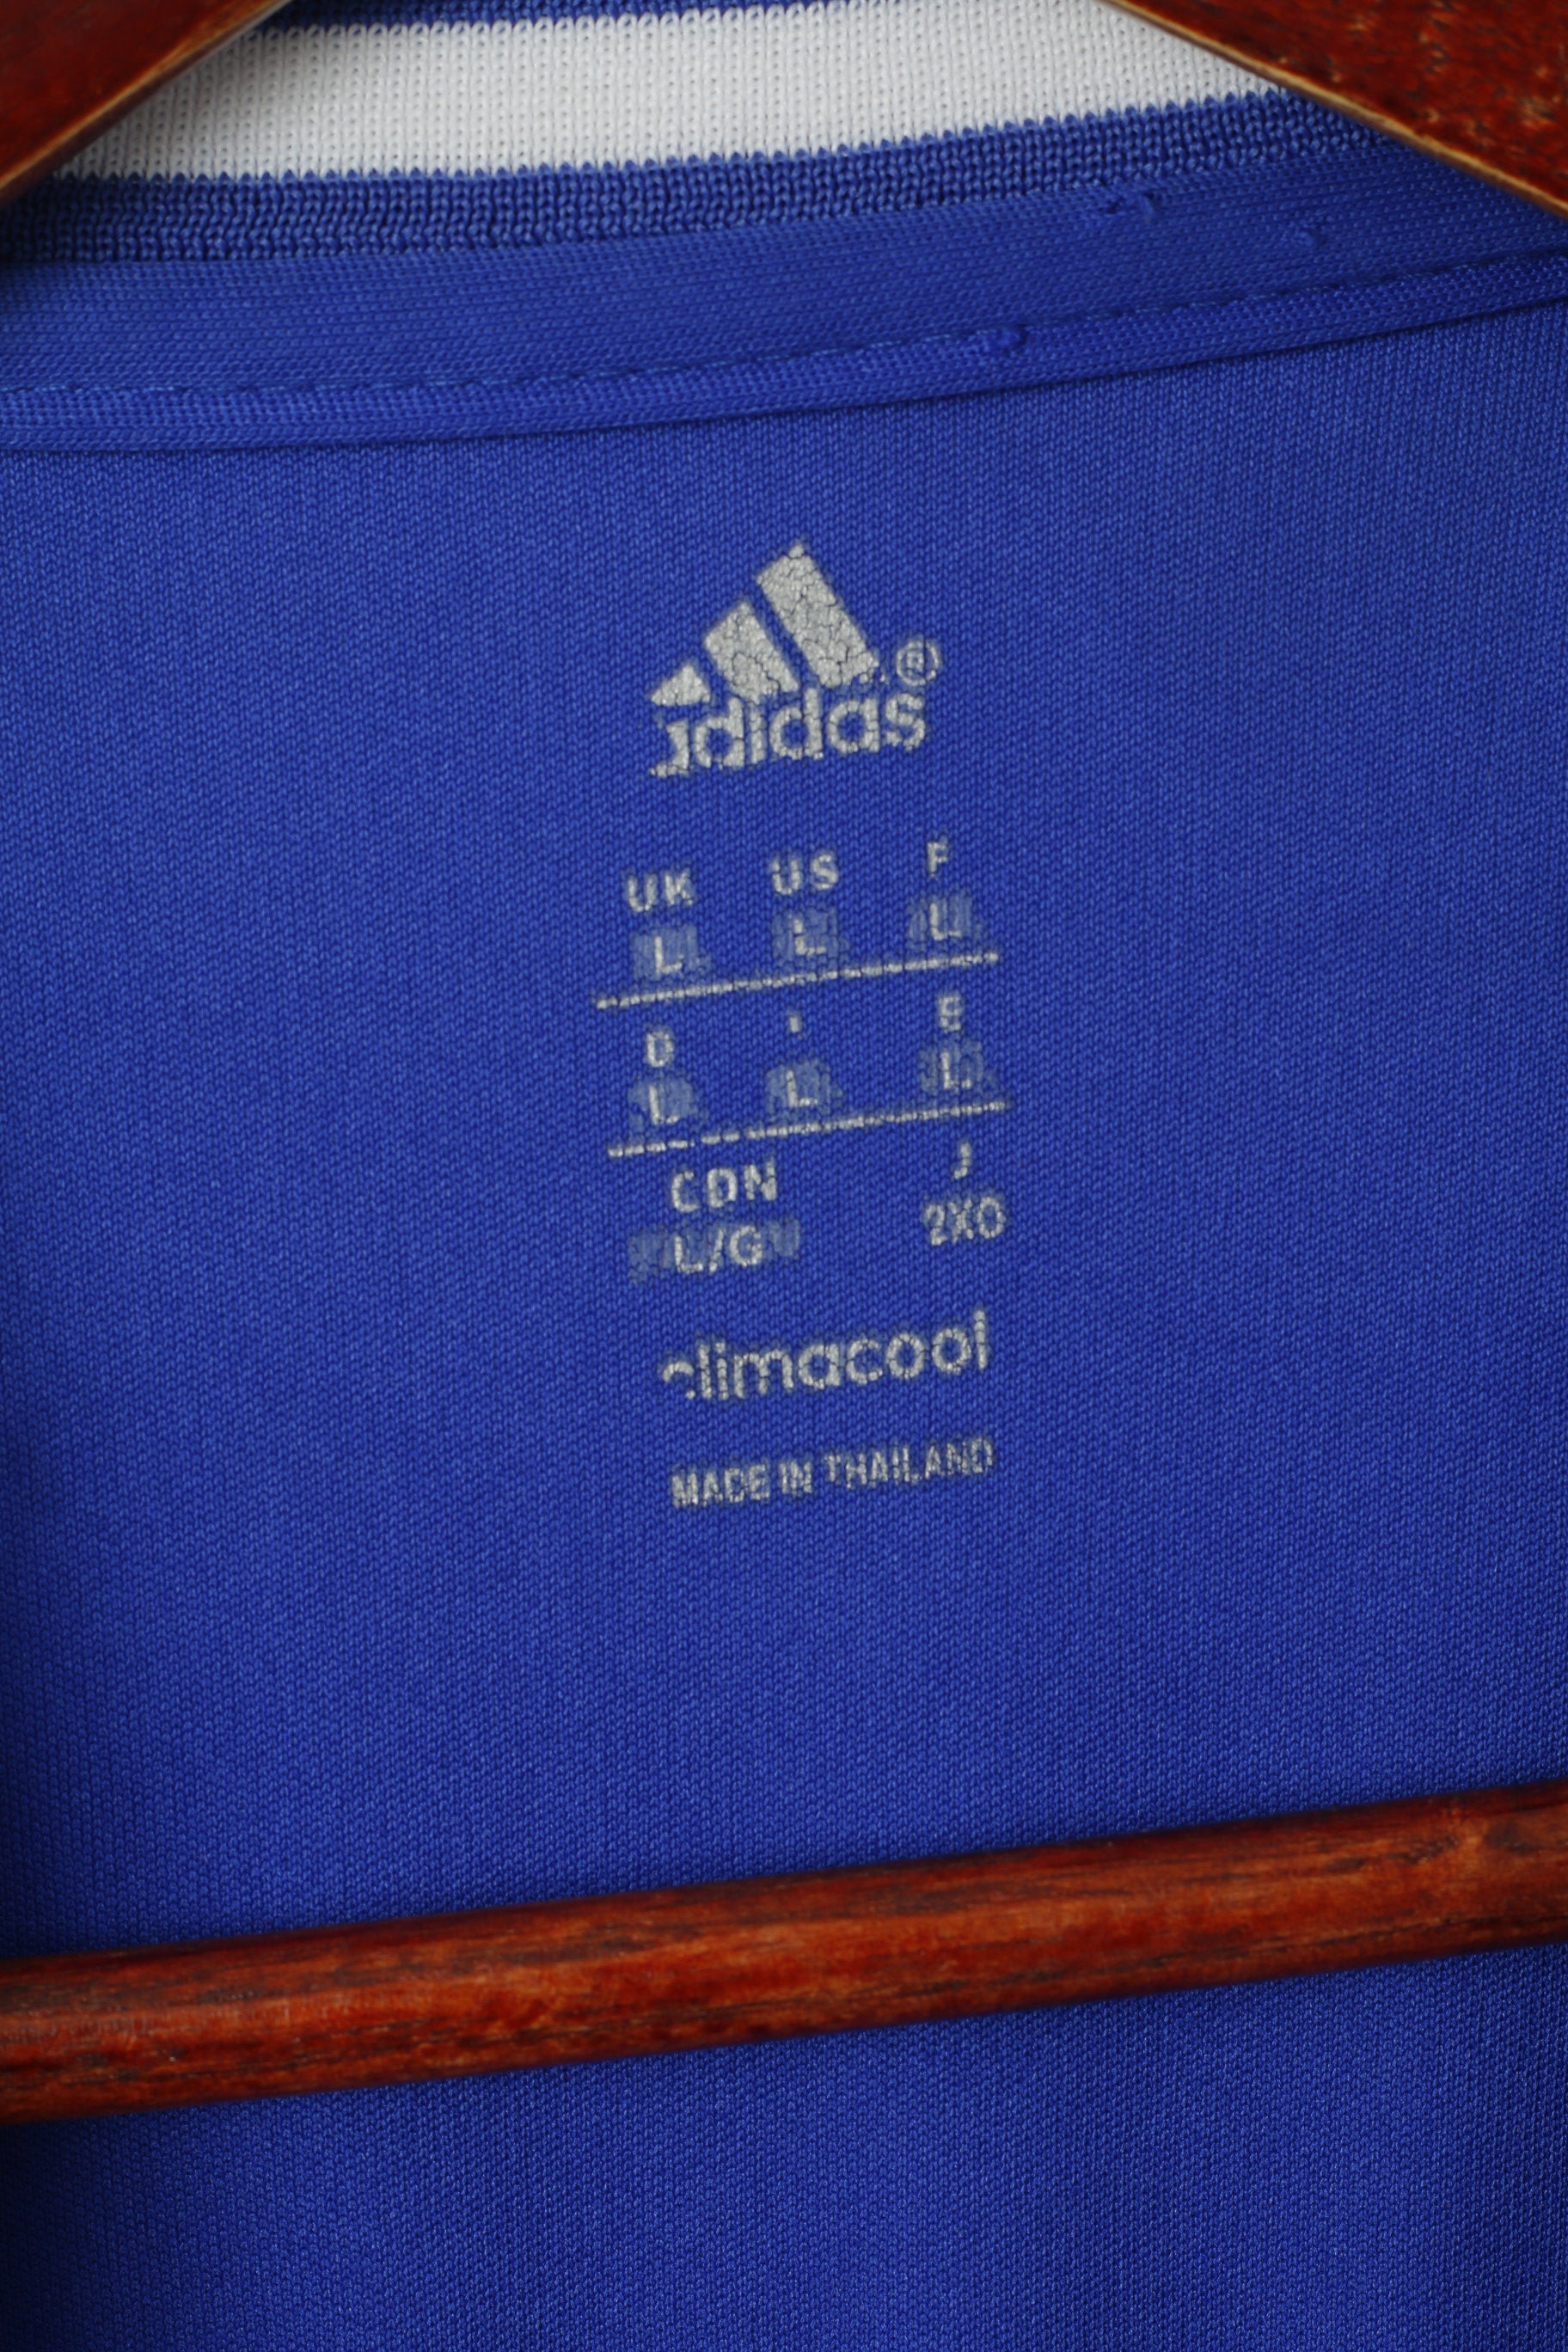 adidas®
UK US F
L L L
D I E
L L L
CDN J
L/G 2XO
climacool
MADE IN THAILAND